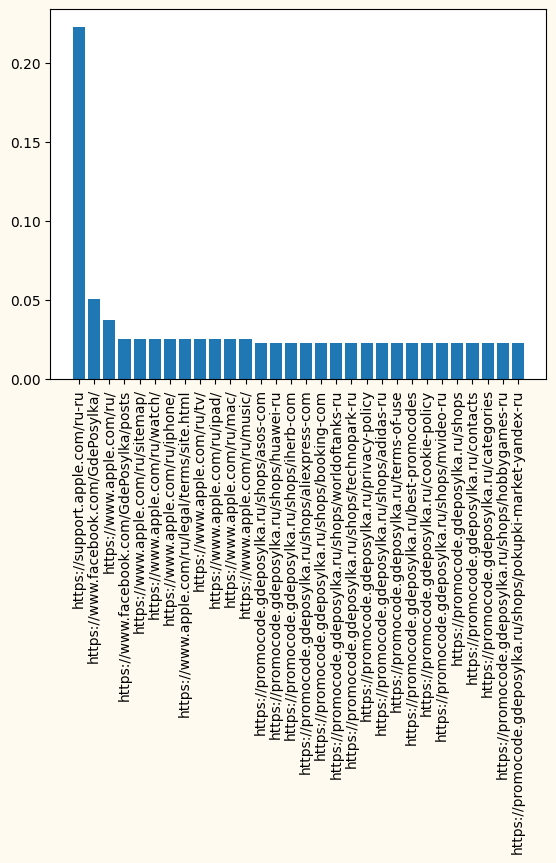 0.20
0.15
0.10
0.05
0.00
https://support.apple.com/ru-ru
https://www.facebook.com/GdePosylka/
https://www.apple.com/ru/
https://www.facebook.com/GdePosylka/posts
https://www.apple.com/ru/sitemap/
https://www.apple.com/ru/watch/
https://www.apple.com/ru/iphone/
https://www.apple.com/ru/legal/terms/site.html
https://www.apple.com/ru/tv/
https://www.apple.com/ru/ipad/
https://www.apple.com/ru/mac/
https://www.apple.com/ru/music/
https://promocode.gdeposylka.ru/shops/asos-com
https://promocode.gdeposylka.ru/shops/huawei-ru
https://promocode.gdeposylka.ru/shops/iherb-com
https://promocode.gdeposylka.ru/shops/aliexpress-com
https://promocode.gdeposylka.ru/shops/booking-com
https://promocode.gdeposylka.ru/shops/worldoftanks-ru
https://promocode.gdeposylka.ru/shops/technopark-ru
https://promocode.gdeposylka.ru/privacy-policy
https://promocode.gdeposylka.ru/shops/adidas-ru
https://promocode.gdeposylka.ru/terms-of-use
https://promocode.gdeposylka.ru/best-promocodes
https://promocode.gdeposylka.ru/cookie-policy
https://promocode.gdeposylka.ru/shops/mvideo-ru
https://promocode.gdeposylka.ru/shops
https://promocode.gdeposylka.ru/contacts
https://promocode.gdeposylka.ru/categories
https://promocode.gdeposylka.ru/shops/hobbygames-ru
https://promocode.gdeposylka.ru/shops/pokupki-market-yandex-ru